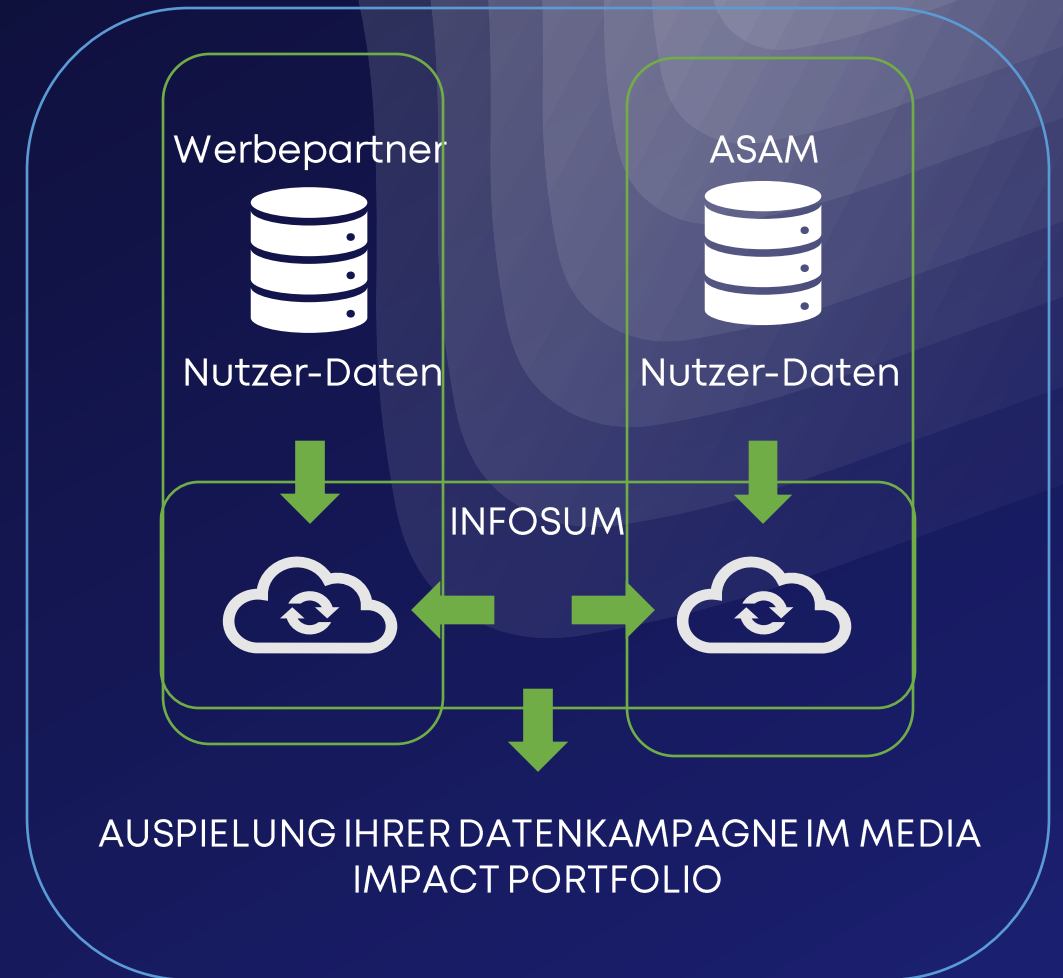 Werbepartner
ASAM
Nutzer-Daten
Nutzer-Daten
INFOSUM
AUSPIELUNG IHRER DATENKAMPAGNE IM MEDIA
IMPACT PORTFOLIO